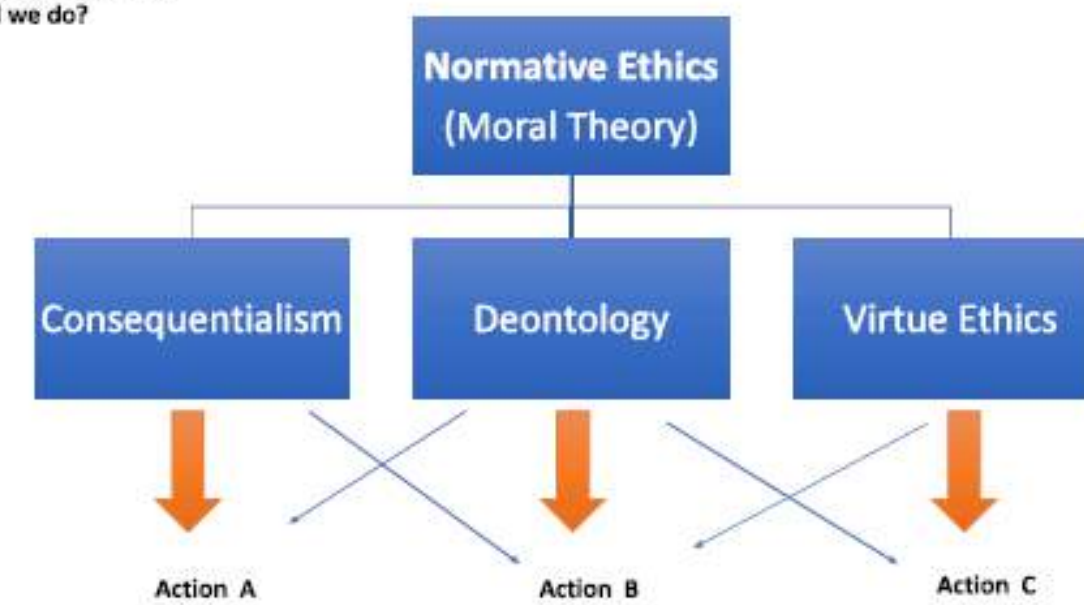 we do?
Normative Ethics
(Moral Theory)
Consequentialism
Deontology
Virtue Ethics
Action A
Action B
Action C